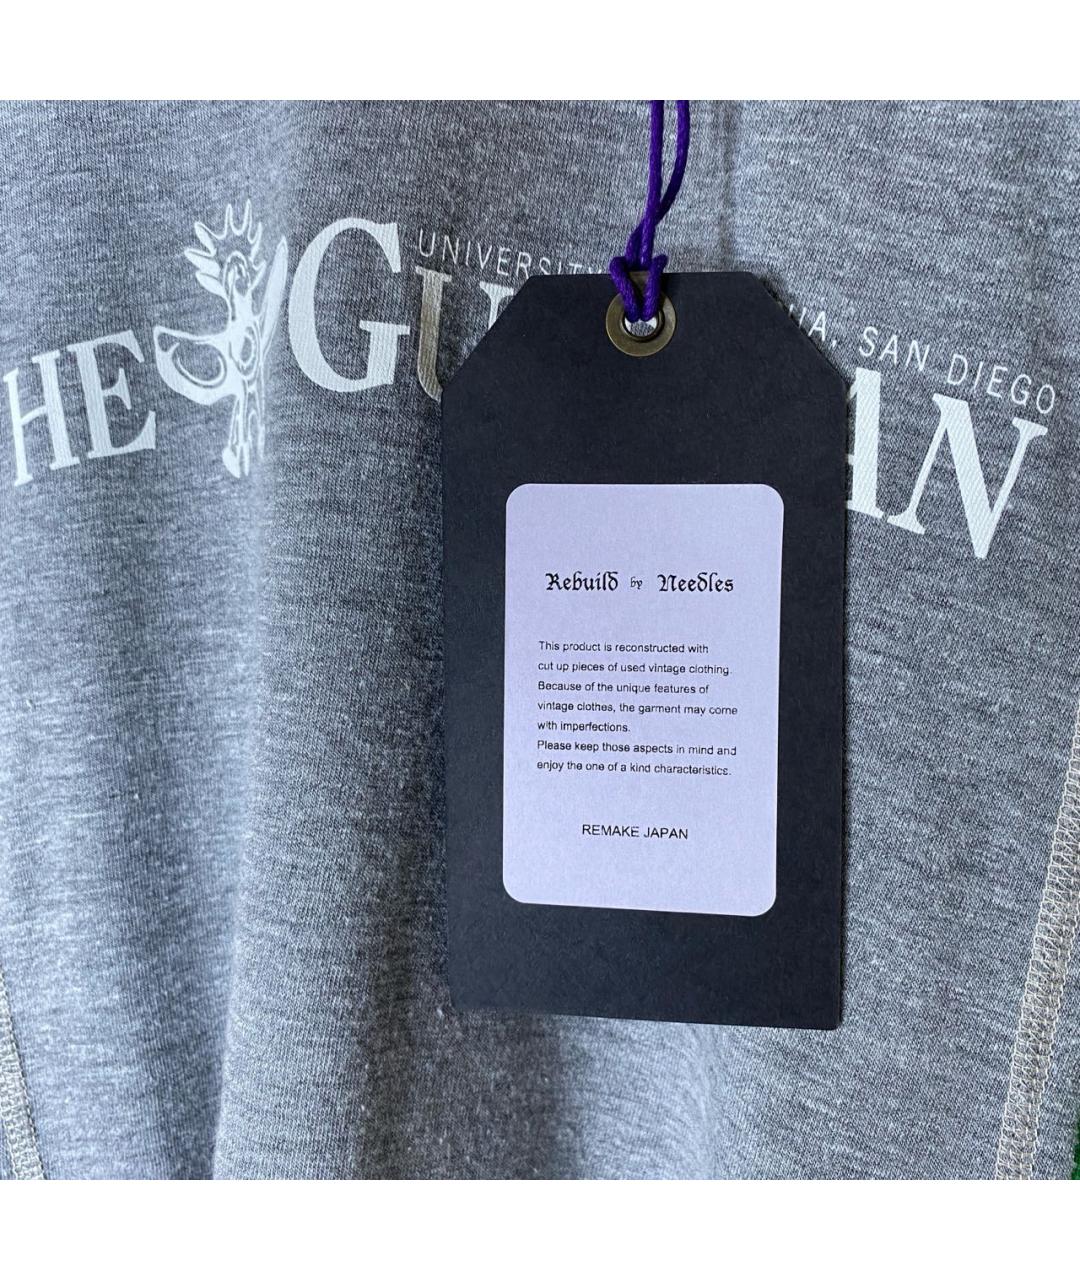 HE
G
UNIVERSITY
, SAN DIEGO
AN
Rebuild by Needles
This product is reconstructed with
cut up pieces of used vintage clothing.
Because of the unique features of
vintage clothes, the garment may come
with imperfections.
Please keep those aspects in mind and
enjoy the one of a kind characteristics.
REMAKE JAPAN